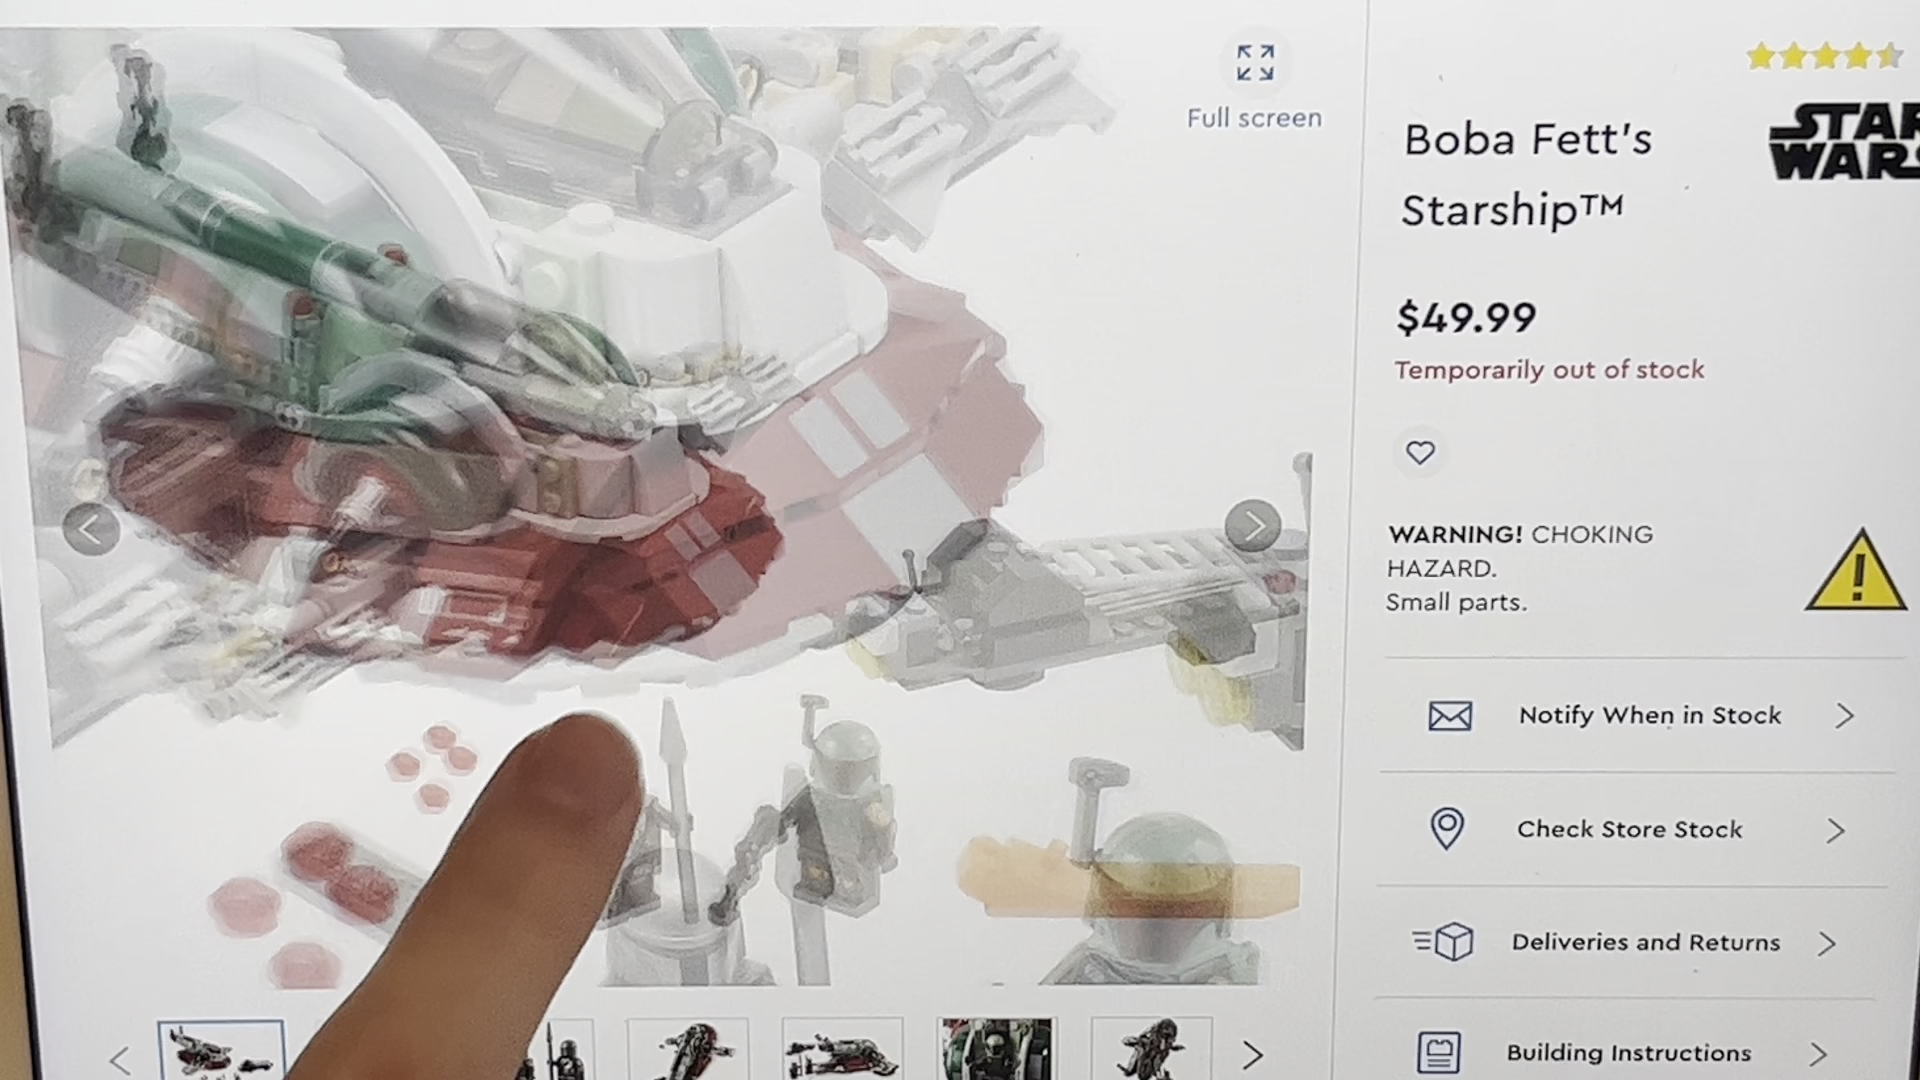 Full screen
STAR
WARS
Boba Fett's
Starship™
$49.99
Temporarily out of stock
WARNING! CHOKING
HAZARD.
Small parts.
Notify When in Stock
Check Store Stock
Deliveries and Returns
Building Instructions